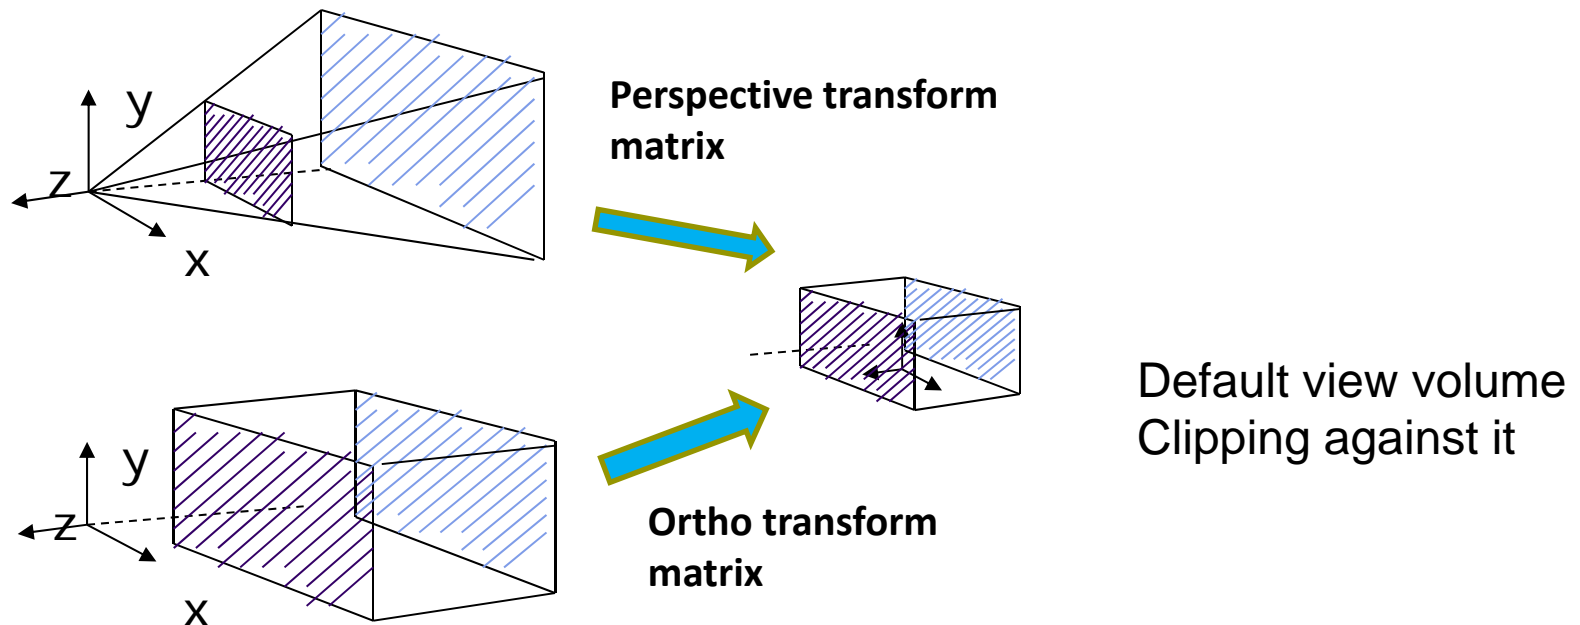 y
Perspective transform
matrix
z
x
Default view volume
Clipping against it
y
z
Ortho transform
matrix
x